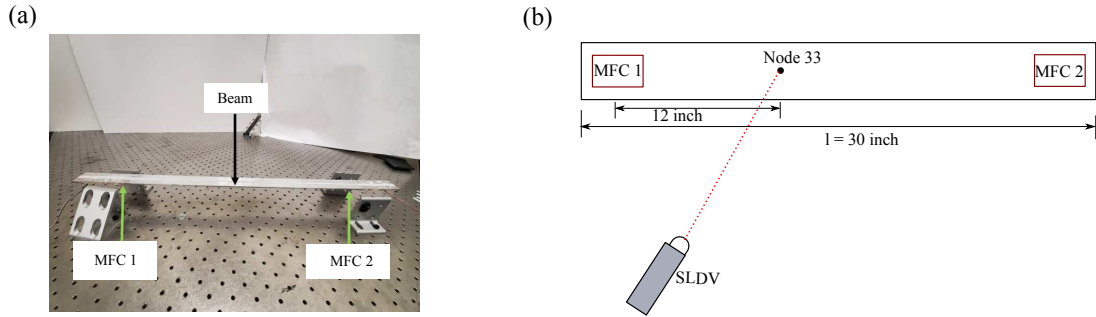 (a)
Beam
MFC 1
MFC 2
(b)
Node 33
MFC 1
MFC 2
12 inch
l = 30 inch
SLDV